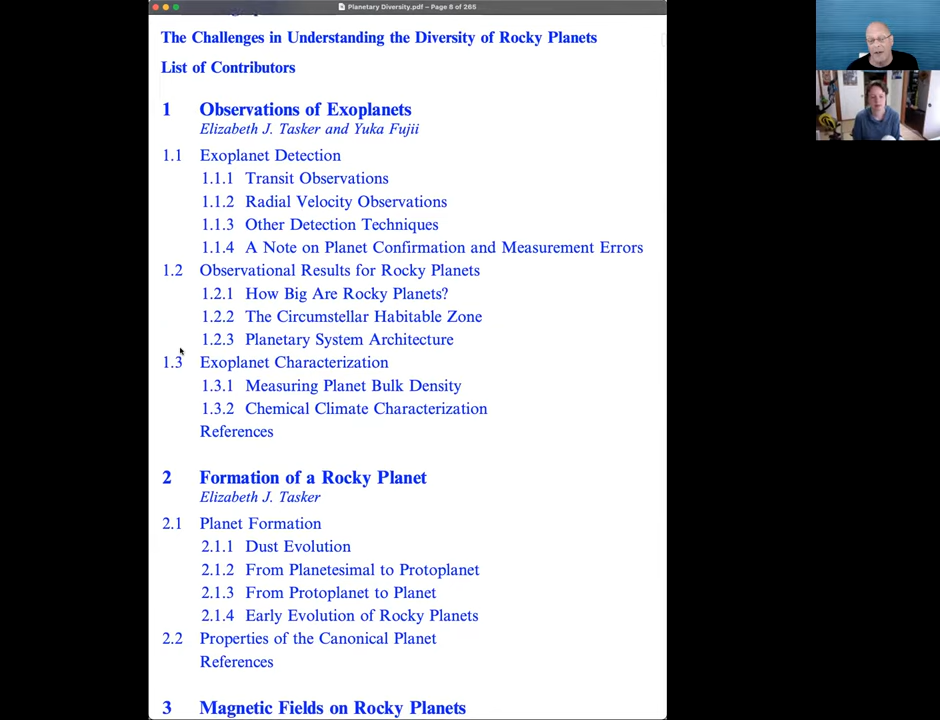 Planetary Diversity.pdf – Page 8 of 265
The Challenges in Understanding the Diversity of Rocky Planets
List of Contributors
1 Observations of Exoplanets
Elizabeth J. Tasker and Yuka Fujii
1.1 Exoplanet Detection
1.1.1 Transit Observations
1.1.2 Radial Velocity Observations
1.1.3 Other Detection Techniques
1.1.4 A Note on Planet Confirmation and Measurement Errors
1.2 Observational Results for Rocky Planets
1.2.1 How Big Are Rocky Planets?
1.2.2 The Circumstellar Habitable Zone
1.2.3 Planetary System Architecture
1.3 Exoplanet Characterization
1.3.1 Measuring Planet Bulk Density
1.3.2 Chemical Climate Characterization
References
2 Formation of a Rocky Planet
Elizabeth J. Tasker
2.1 Planet Formation
2.1.1 Dust Evolution
2.1.2 From Planetesimal to Protoplanet
2.1.3 From Protoplanet to Planet
2.1.4 Early Evolution of Rocky Planets
2.2 Properties of the Canonical Planet
References
3 Magnetic Fields on Rocky Planets